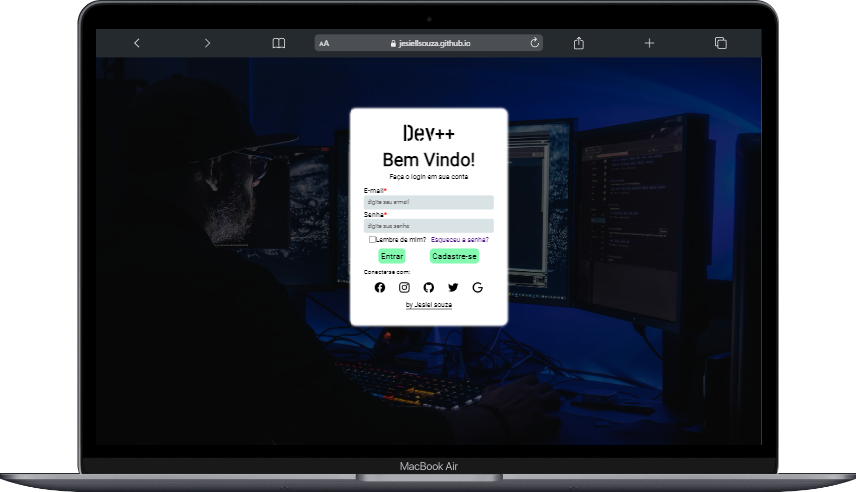 AA jesiellsouza.github.io
Dev++
Bem Vindo!
Faça o login em sua conta
E-mail*
digite seu email
Senha*
digite sua senha
Lembre de mim? Esqueceu a senha?
Entrar Cadastre-se
Conecte-se com:
by Jesiel souza
MacBook Air